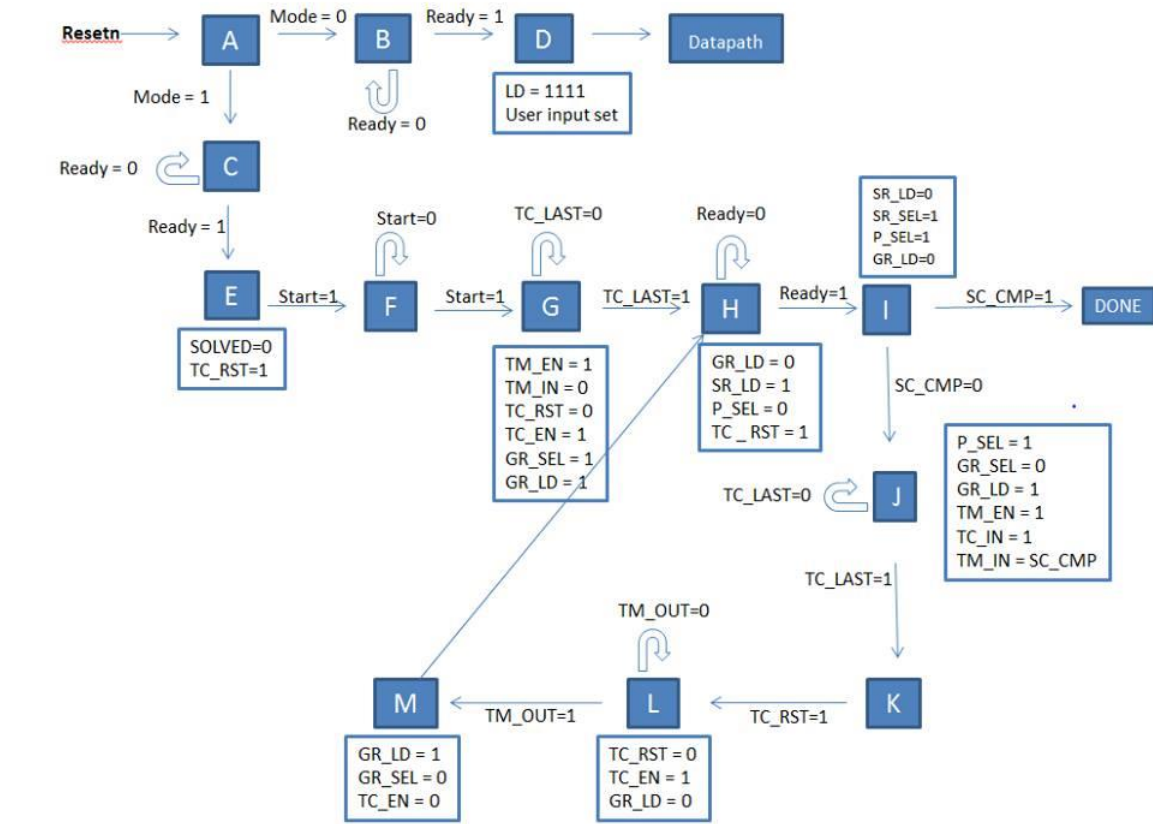 Resetn
A
Mode = 0
B
Ready = 1
D
Datapath
Mode = 1
Ready = 0
LD = 1111
User input set
Ready = 0
C
Ready = 1
E
SOLVED=0
TC_RST=1
Start=1
Start=0
F
Start=1
TC_LAST=0
G
TM_EN = 1
TM_IN = 0
TC_RST = 0
TC_EN = 1
GR_SEL = 1
GR_LD = 1
TC_LAST=1
Ready=0
H
GR_LD = 0
SR_LD = 1
P_SEL = 0
TC _ RST = 1
Ready=1
SR_LD=0
SR_SEL=1
P_SEL=1
GR_LD=0
I
SC_CMP=1
DONE
SC_CMP=0
TC_LAST=0
J
P_SEL = 1
GR_SEL = 0
GR_LD = 1
TM_EN = 1
TC_IN = 1
TM_IN = SC_CMP
TC_LAST=1
K
TC_RST=1
TM_OUT=0
L
TC_RST = 0
TC_EN = 1
GR_LD = 0
TM_OUT=1
M
GR_LD = 1
GR_SEL = 0
TC_EN = 0